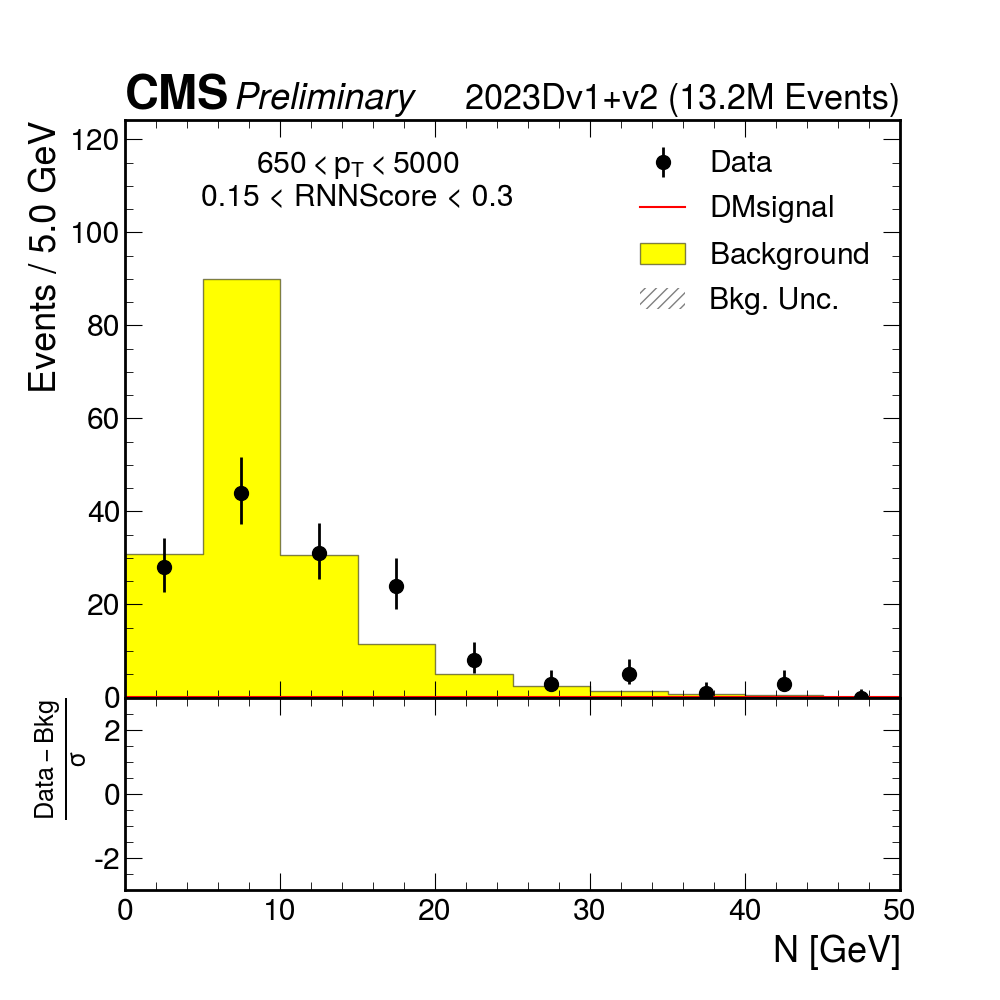 CMS Preliminary 2023Dv1+v2 (13.2M Events)
Events / 5.0 GeV
650 < pT < 5000
0.15 < RNNScore < 0.3
Data
DMsignal
Background
Bkg. Unc.
120
100
80
60
40
20
0
Data – Bkg
σ
2
0
-2
0 10 20 30 40 50
N [GeV]